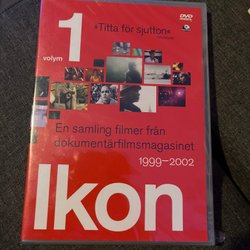 1
volym
»Titta för sjutton«
DVD
En samling filmer från
dokumentärfilmsmagasinet
1999–2002
Ikon